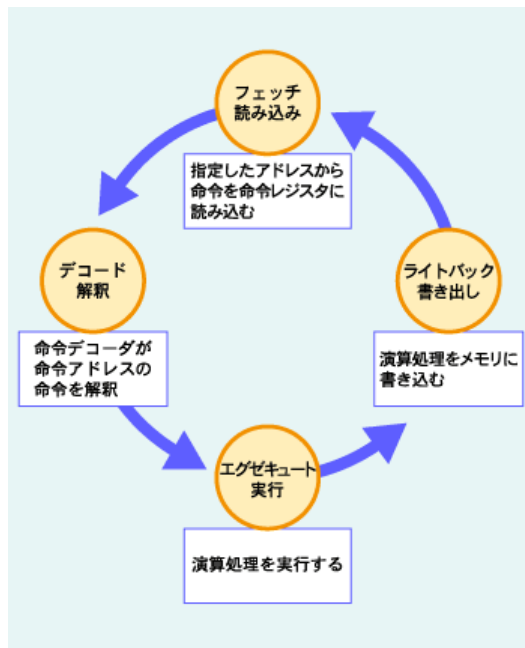 フェッチ
読み込み
指定したアドレスから
命令を命令レジスタに
読み込む
デコード
解釈
命令デコーダが
命令アドレスの
命令を解釈
エグゼキュート
実行
演算処理を実行する
ライトバック
書き出し
演算処理をメモリに
書き込む